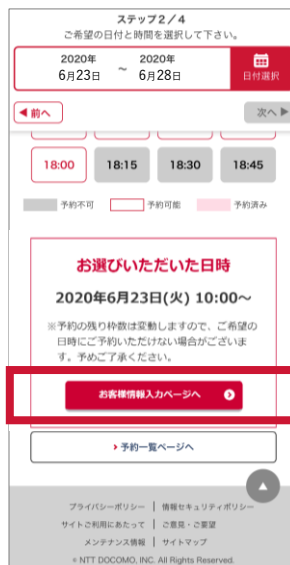 ステップ2／4
ご希望の日付と時間を選択して下さい。
2020年 2020年
6月23日 ～ 6月28日
日付選択
◀前へ 次へ▶
18:00 18:15 18:30 18:45
予約不可 予約可能 予約済み
お選びいただいた日時
2020年6月23日(火) 10:00～
※予約の残り枠数は変動しますので、ご希望の
日時にご予約いただけない場合がございま
す。予めご了承ください。
お客様情報入力ページへ
›予約一覧ページへ
プライバシーポリシー | 情報セキュリティポリシー
サイトご利用にあたって | ご意見・ご要望
メンテナンス情報 | サイトマップ
© NTT DOCOMO, INC. All Rights Reserved.